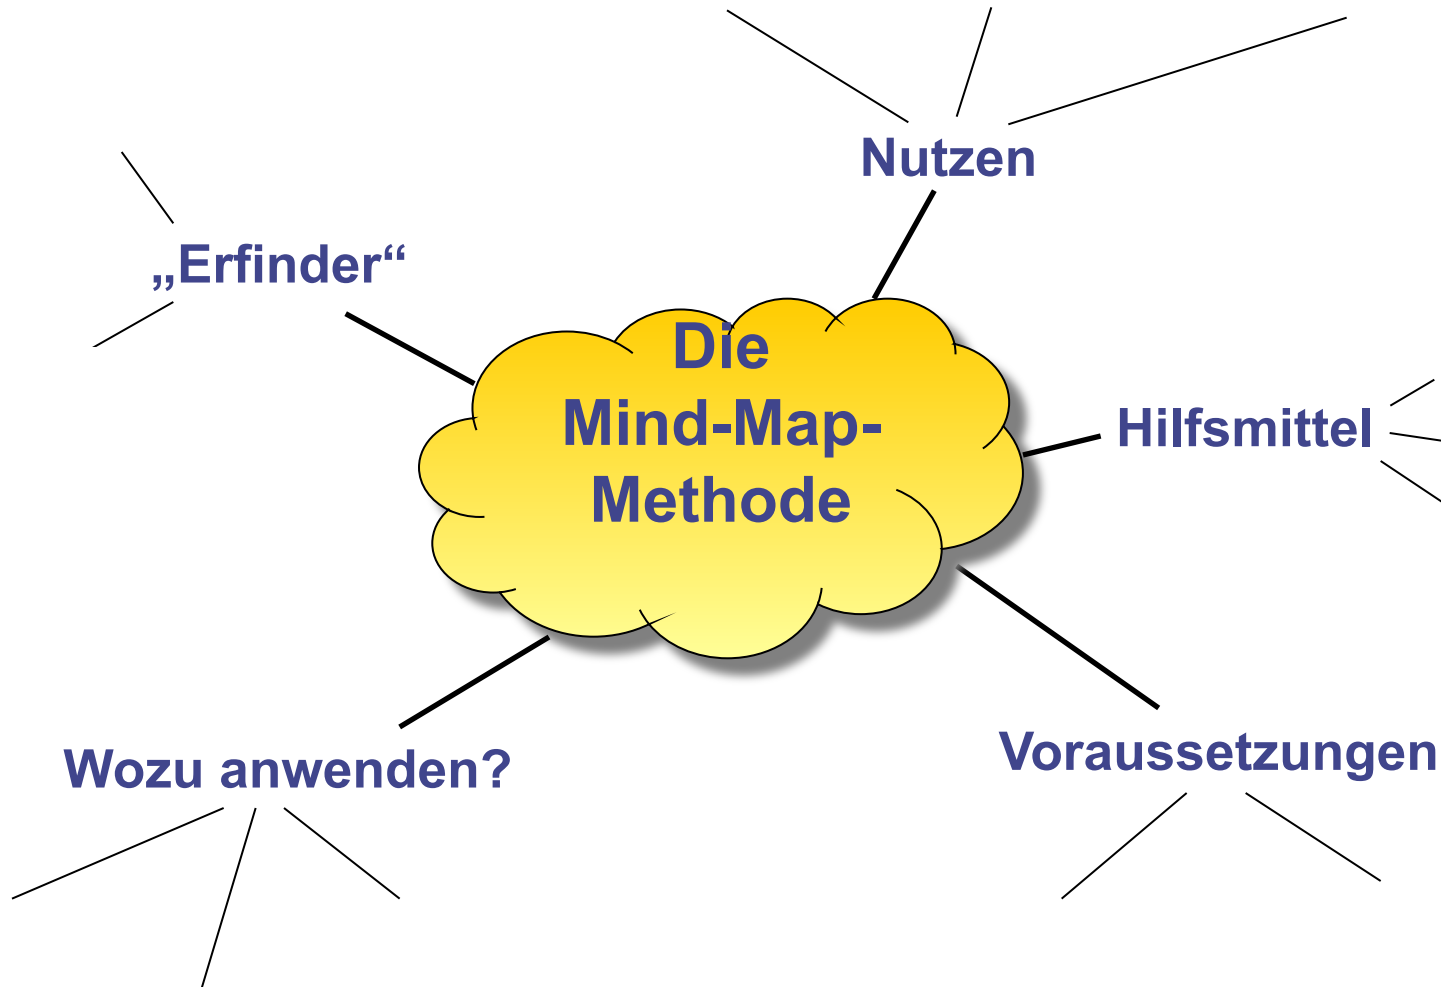 Nutzen
„Erfinder“
Die
Mind-Map-
Methode
Hilfsmittel
Wozu anwenden?
Voraussetzungen